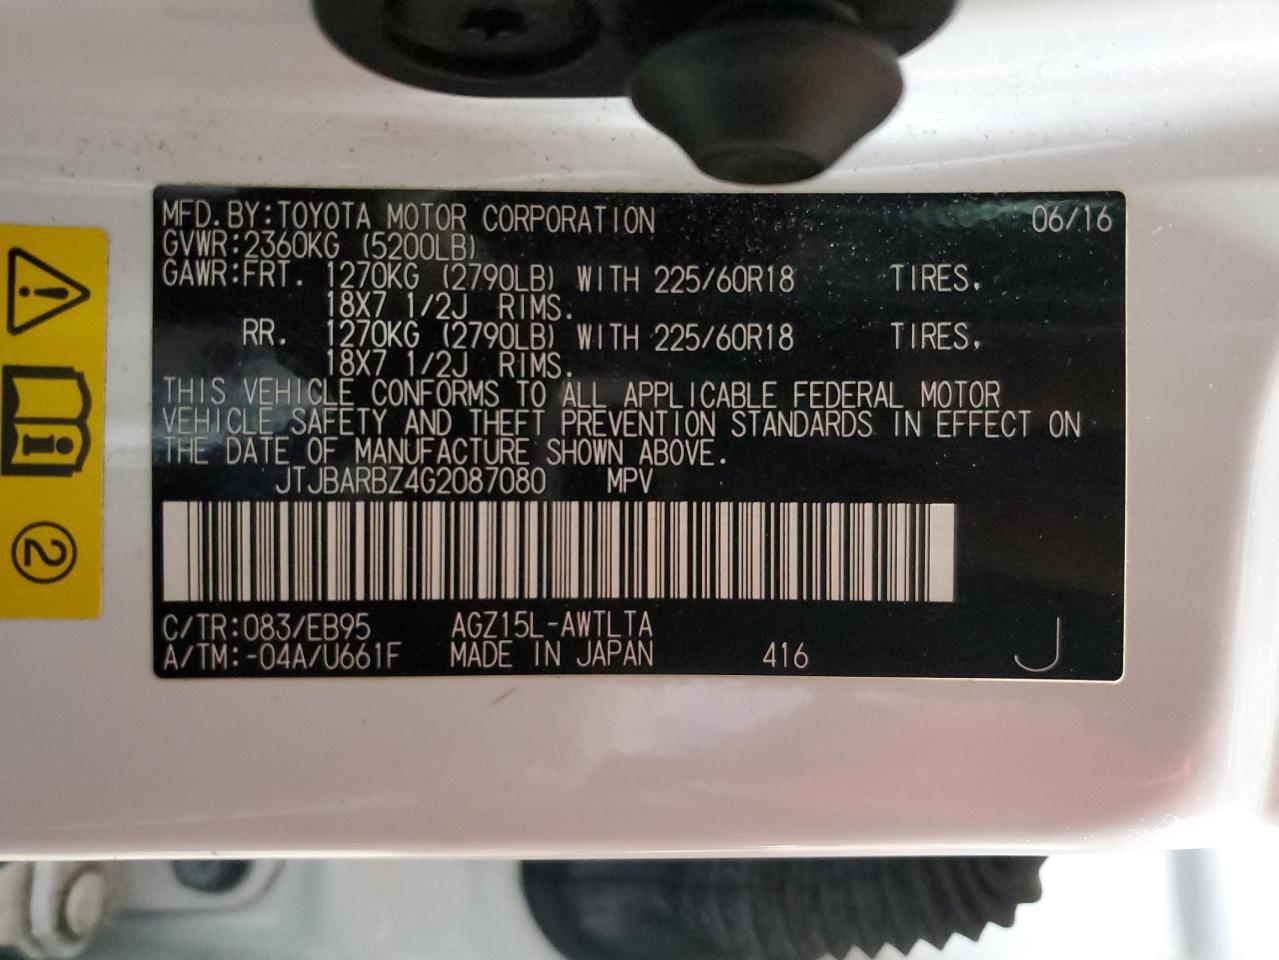 MFD.BY:TOYOTA MOTOR CORPORATION 06/16
GVWR:2360KG (5200LB)
GAWR:FRT. 1270KG (2790LB) WITH 225/60R18 TIRES,
18X7 1/2J RIMS.
RR. 1270KG (2790LB) WITH 225/60R18 TIRES,
18X7 1/2J RIMS.
THIS VEHICLE CONFORMS TO ALL APPLICABLE FEDERAL MOTOR
VEHICLE SAFETY AND THEFT PREVENTION STANDARDS IN EFFECT ON
THE DATE OF MANUFACTURE SHOWN ABOVE.
JTJBARBZ4G2087080 MPV
C/TR:083/EB95 AGZ15L-AWTLTA
A/TM:-04A/U661F MADE IN JAPAN 416 J
2